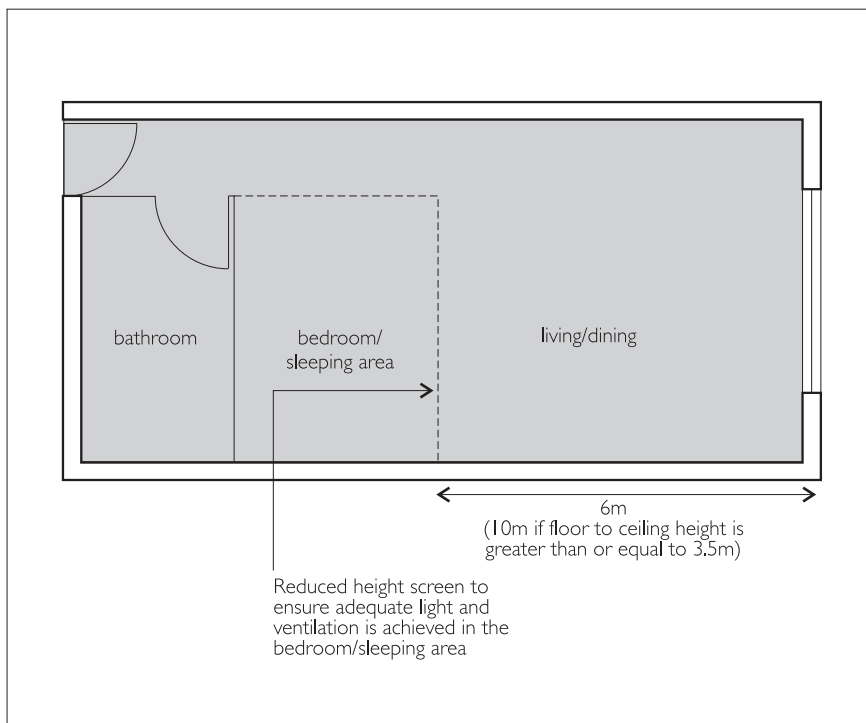 bathroom
bedroom/
sleeping area
living/dining
6m
(10m if floor to ceiling height is
greater than or equal to 3.5m)
Reduced height screen to
ensure adequate light and
ventilation is achieved in the
bedroom/sleeping area